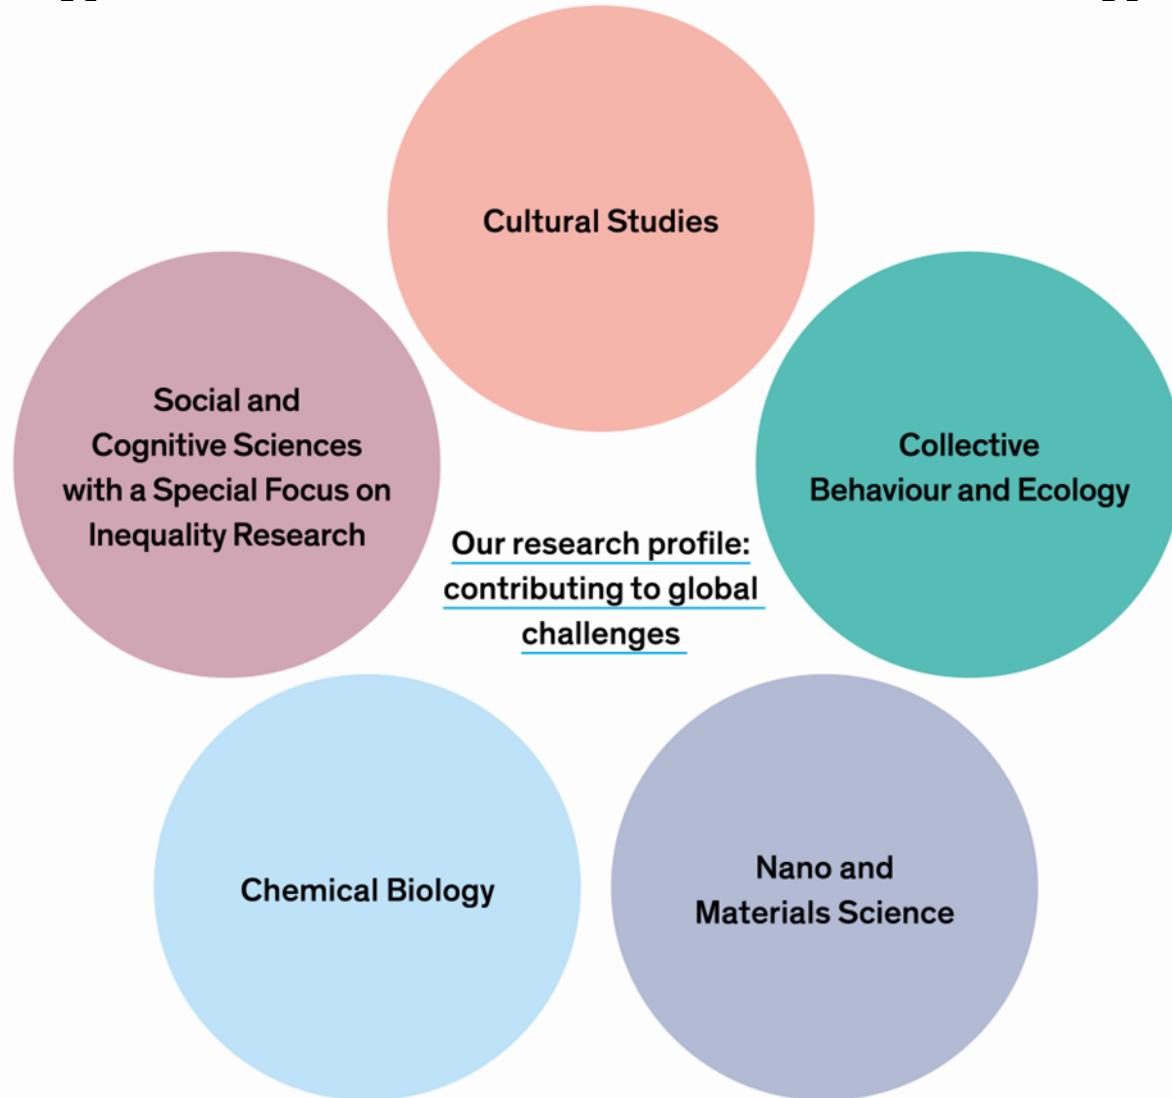 Cultural Studies
Social and
Cognitive Sciences
with a Special Focus on
Inequality Research
Collective
Behaviour and Ecology
Our research profile:
contributing to global
challenges
Chemical Biology
Nano and
Materials Science